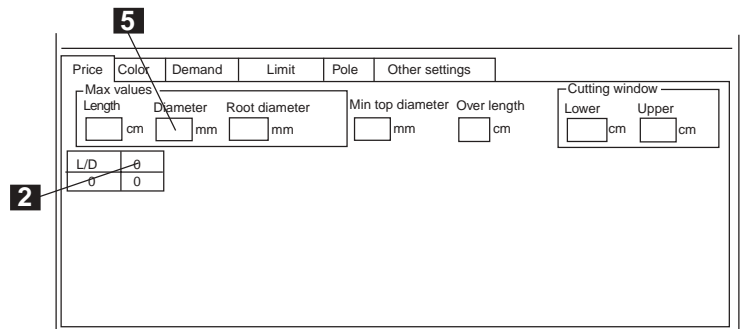 5
Price Color Demand Limit Pole Other settings
Max values Cutting window
Length Diameter Root diameter Min top diameter Over length Lower Upper
cm mm mm mm cm cm cm
L/D 0
0 0
2